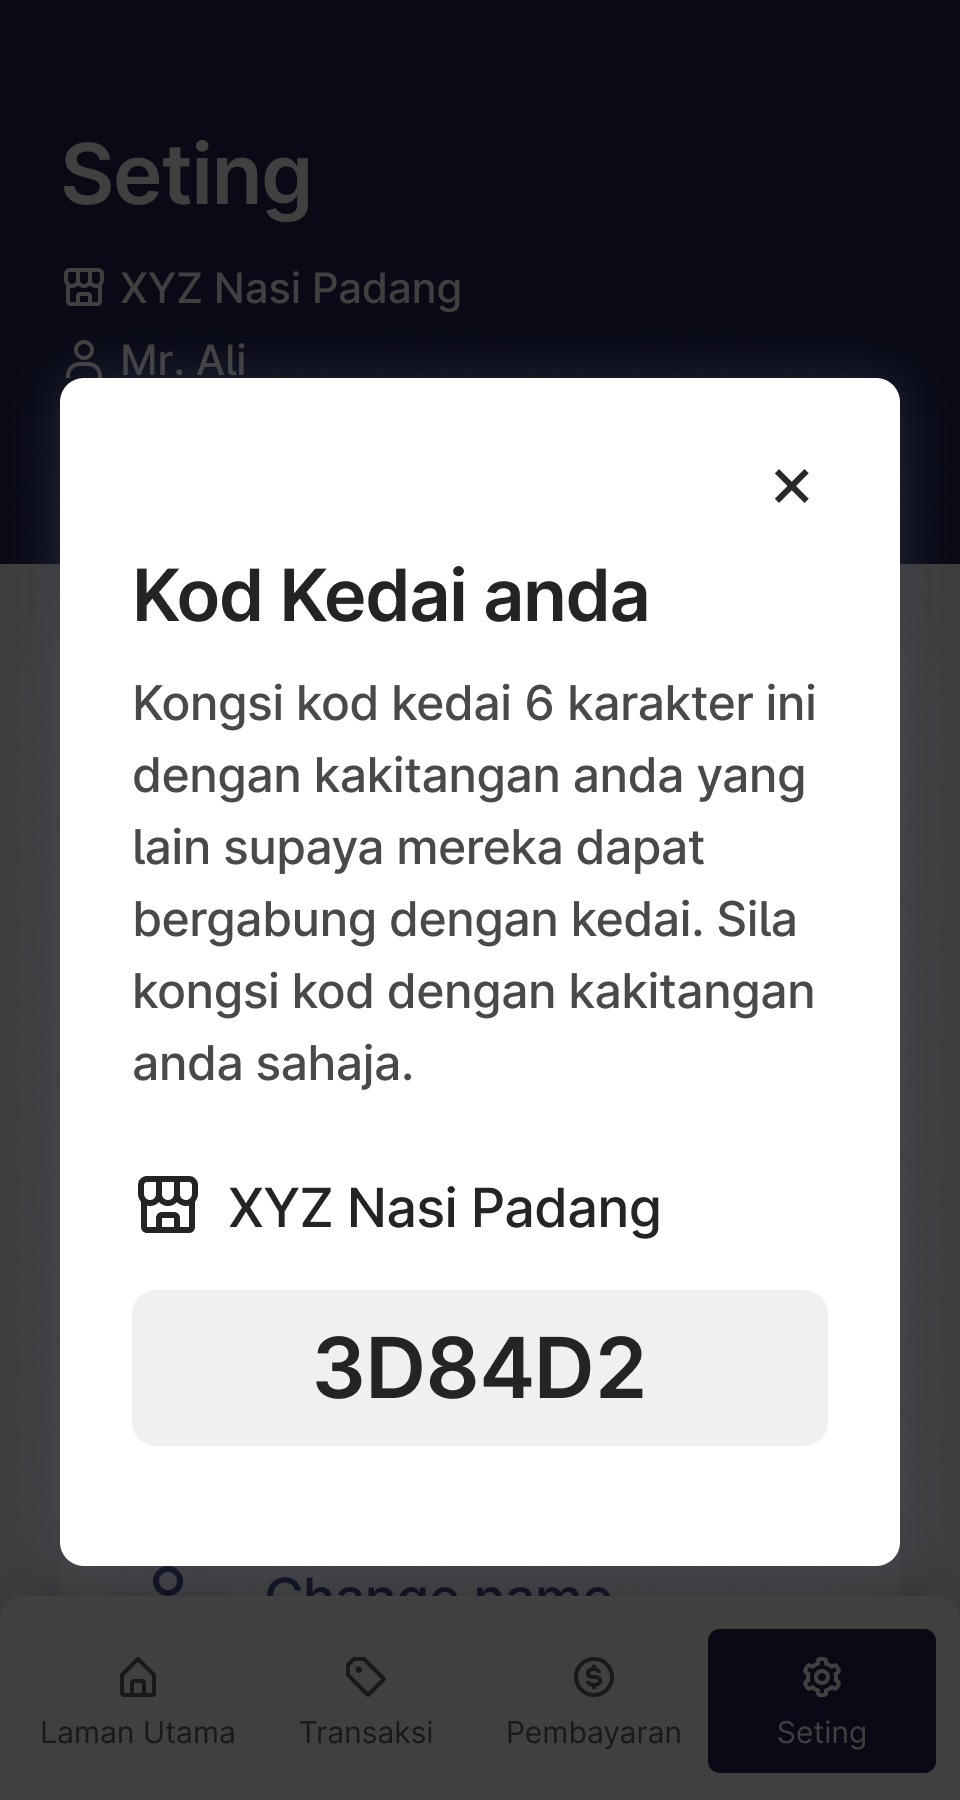 Seting
XYZ Nasi Padang
Mr. Ali
Kod Kedai anda
Kongsi kod kedai 6 karakter ini
dengan kakitangan anda yang
lain supaya mereka dapat
bergabung dengan kedai. Sila
kongsi kod dengan kakitangan
anda sahaja.
XYZ Nasi Padang
3D84D2
Change name
Laman Utama
Transaksi
Pembayaran
Seting